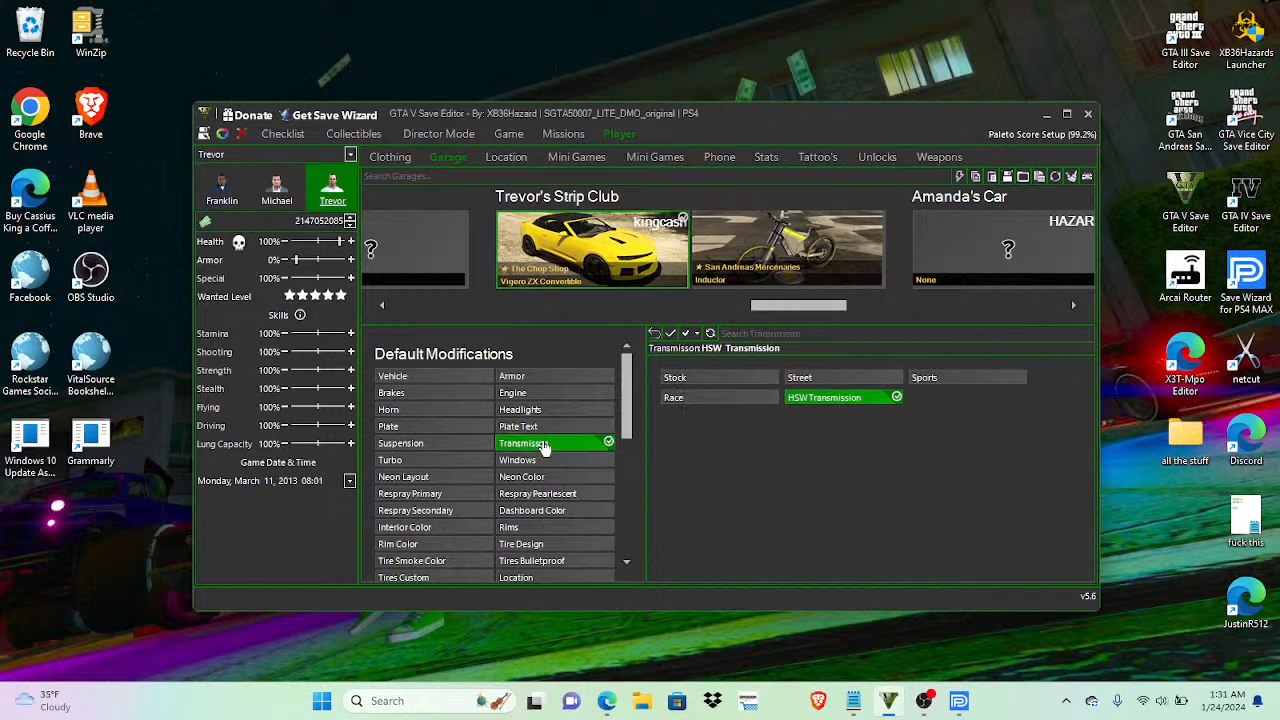 Recycle Bin
WinZip
Google Chrome
Brave
Buy Cassius King a Coff...
VLC media player
Facebook
OBS Studio
Rockstar Games Soci...
VitalSource Bookshelf
Windows 10 Update As...
Grammarly
Donate
Get Save Wizard
GTA V Save Editor - By: XB36Hazard | SGTA50007_LITE_DMO_original | PS4
Checklist
Collectibles
Director Mode
Game
Missions
Player
Paleto Score Setup (99.2%)
Trevor
Clothing
Garage
Location
Mini Games
Mini Games
Phone
Stats
Tattoo's
Unlocks
Weapons
Search Garages...
Franklin
Michael
Trevor
2147052085
Health
100%
Armor
0%
Special
100%
Wanted Level
Skills
Stamina
100%
Shooting
100%
Strength
100%
Stealth
100%
Flying
100%
Driving
100%
Lung Capacity
100%
Game Date & Time
Monday, March 11, 2013 08:01
Trevor's Strip Club
Amanda's Car
?
kingcash
The Chop Shop
Vigero ZX Convertible
San Andreas Mercenaries
Inductor
HAZAR
?
None
Default Modifications
Vehicle
Armor
Brakes
Engine
Horn
Headlights
Plate
Plate Text
Suspension
Turbo
Windows
Neon Layout
Neon Color
Respray Primary
Respray Pearlescent
Respray Secondary
Dashboard Color
Interior Color
Rims
Rim Color
Tire Design
Tire Smoke Color
Tires Bulletproof
Tires Custom
Location
Search Transmission
HSW Transmission
Stock
Street
Sports
Race
HSW Transmission
v5.6
GTA III Save Editor
XB36Hazards Launcher
GTA San Andreas Sa...
GTA Vice City Save Editor
GTA V Save Editor
GTA IV Save Editor
Arcai Router
Save Wizard for PS4 MAX
X3T-Mpo Editor
netcut
all the stuff
Discord
fuck this
JustinR512
35°F
Cloudy
Search
1:31 AM
1/24/2024